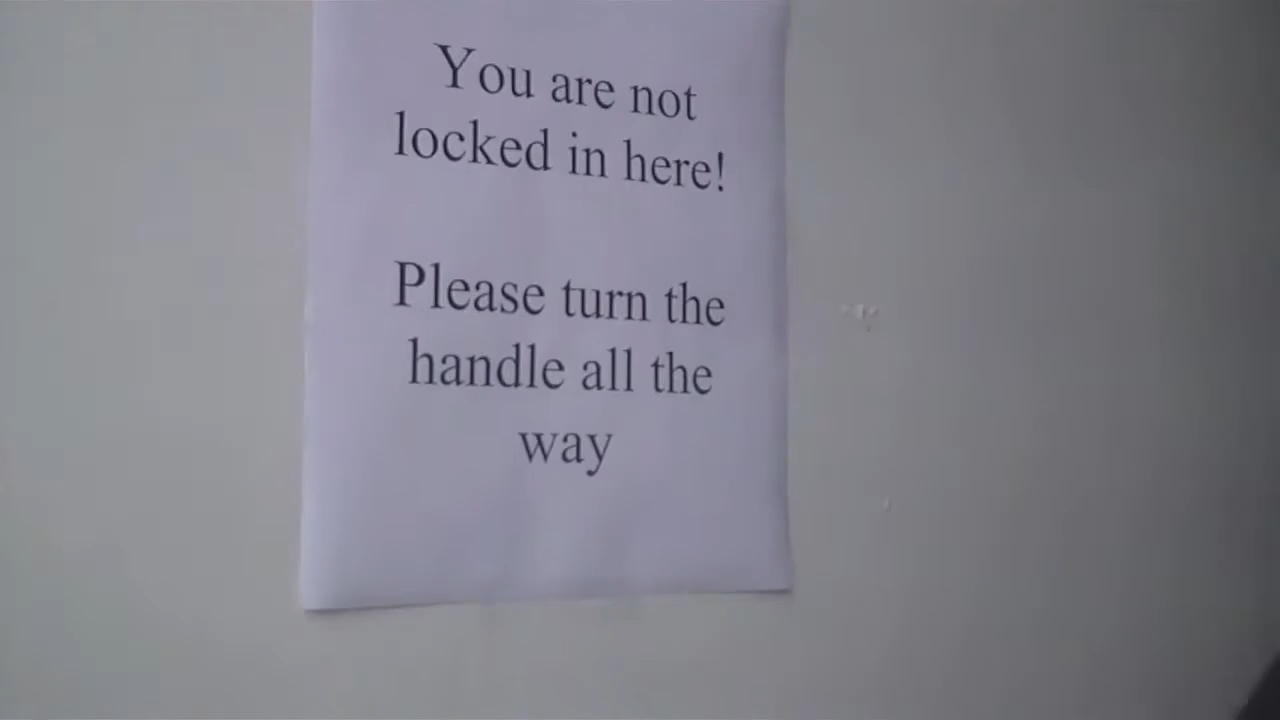 You are not
locked in here!
Please turn the
handle all the
way